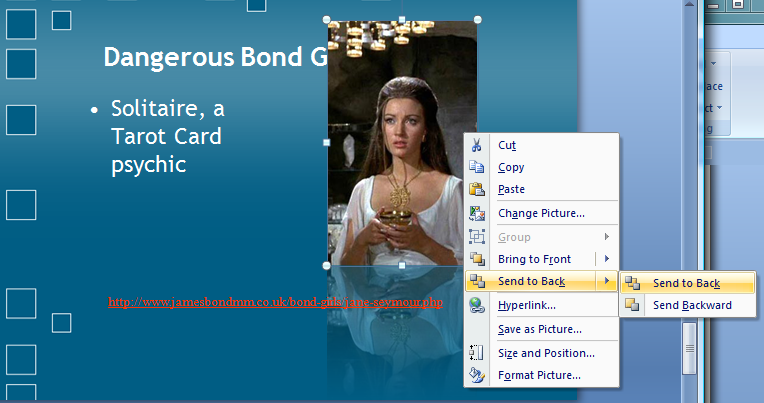 Dangerous Bond G
• Solitaire, a
Tarot Card
psychic
http://www.jamesbondmm.co.uk/bond-girls/jane-seymour.php
Cut
Copy
Paste
Change Picture...
Group
Bring to Front
Send to Back
Hyperlink...
Save as Picture...
Size and Position...
Format Picture...
Send to Back
Send Backward
ace
ct
g